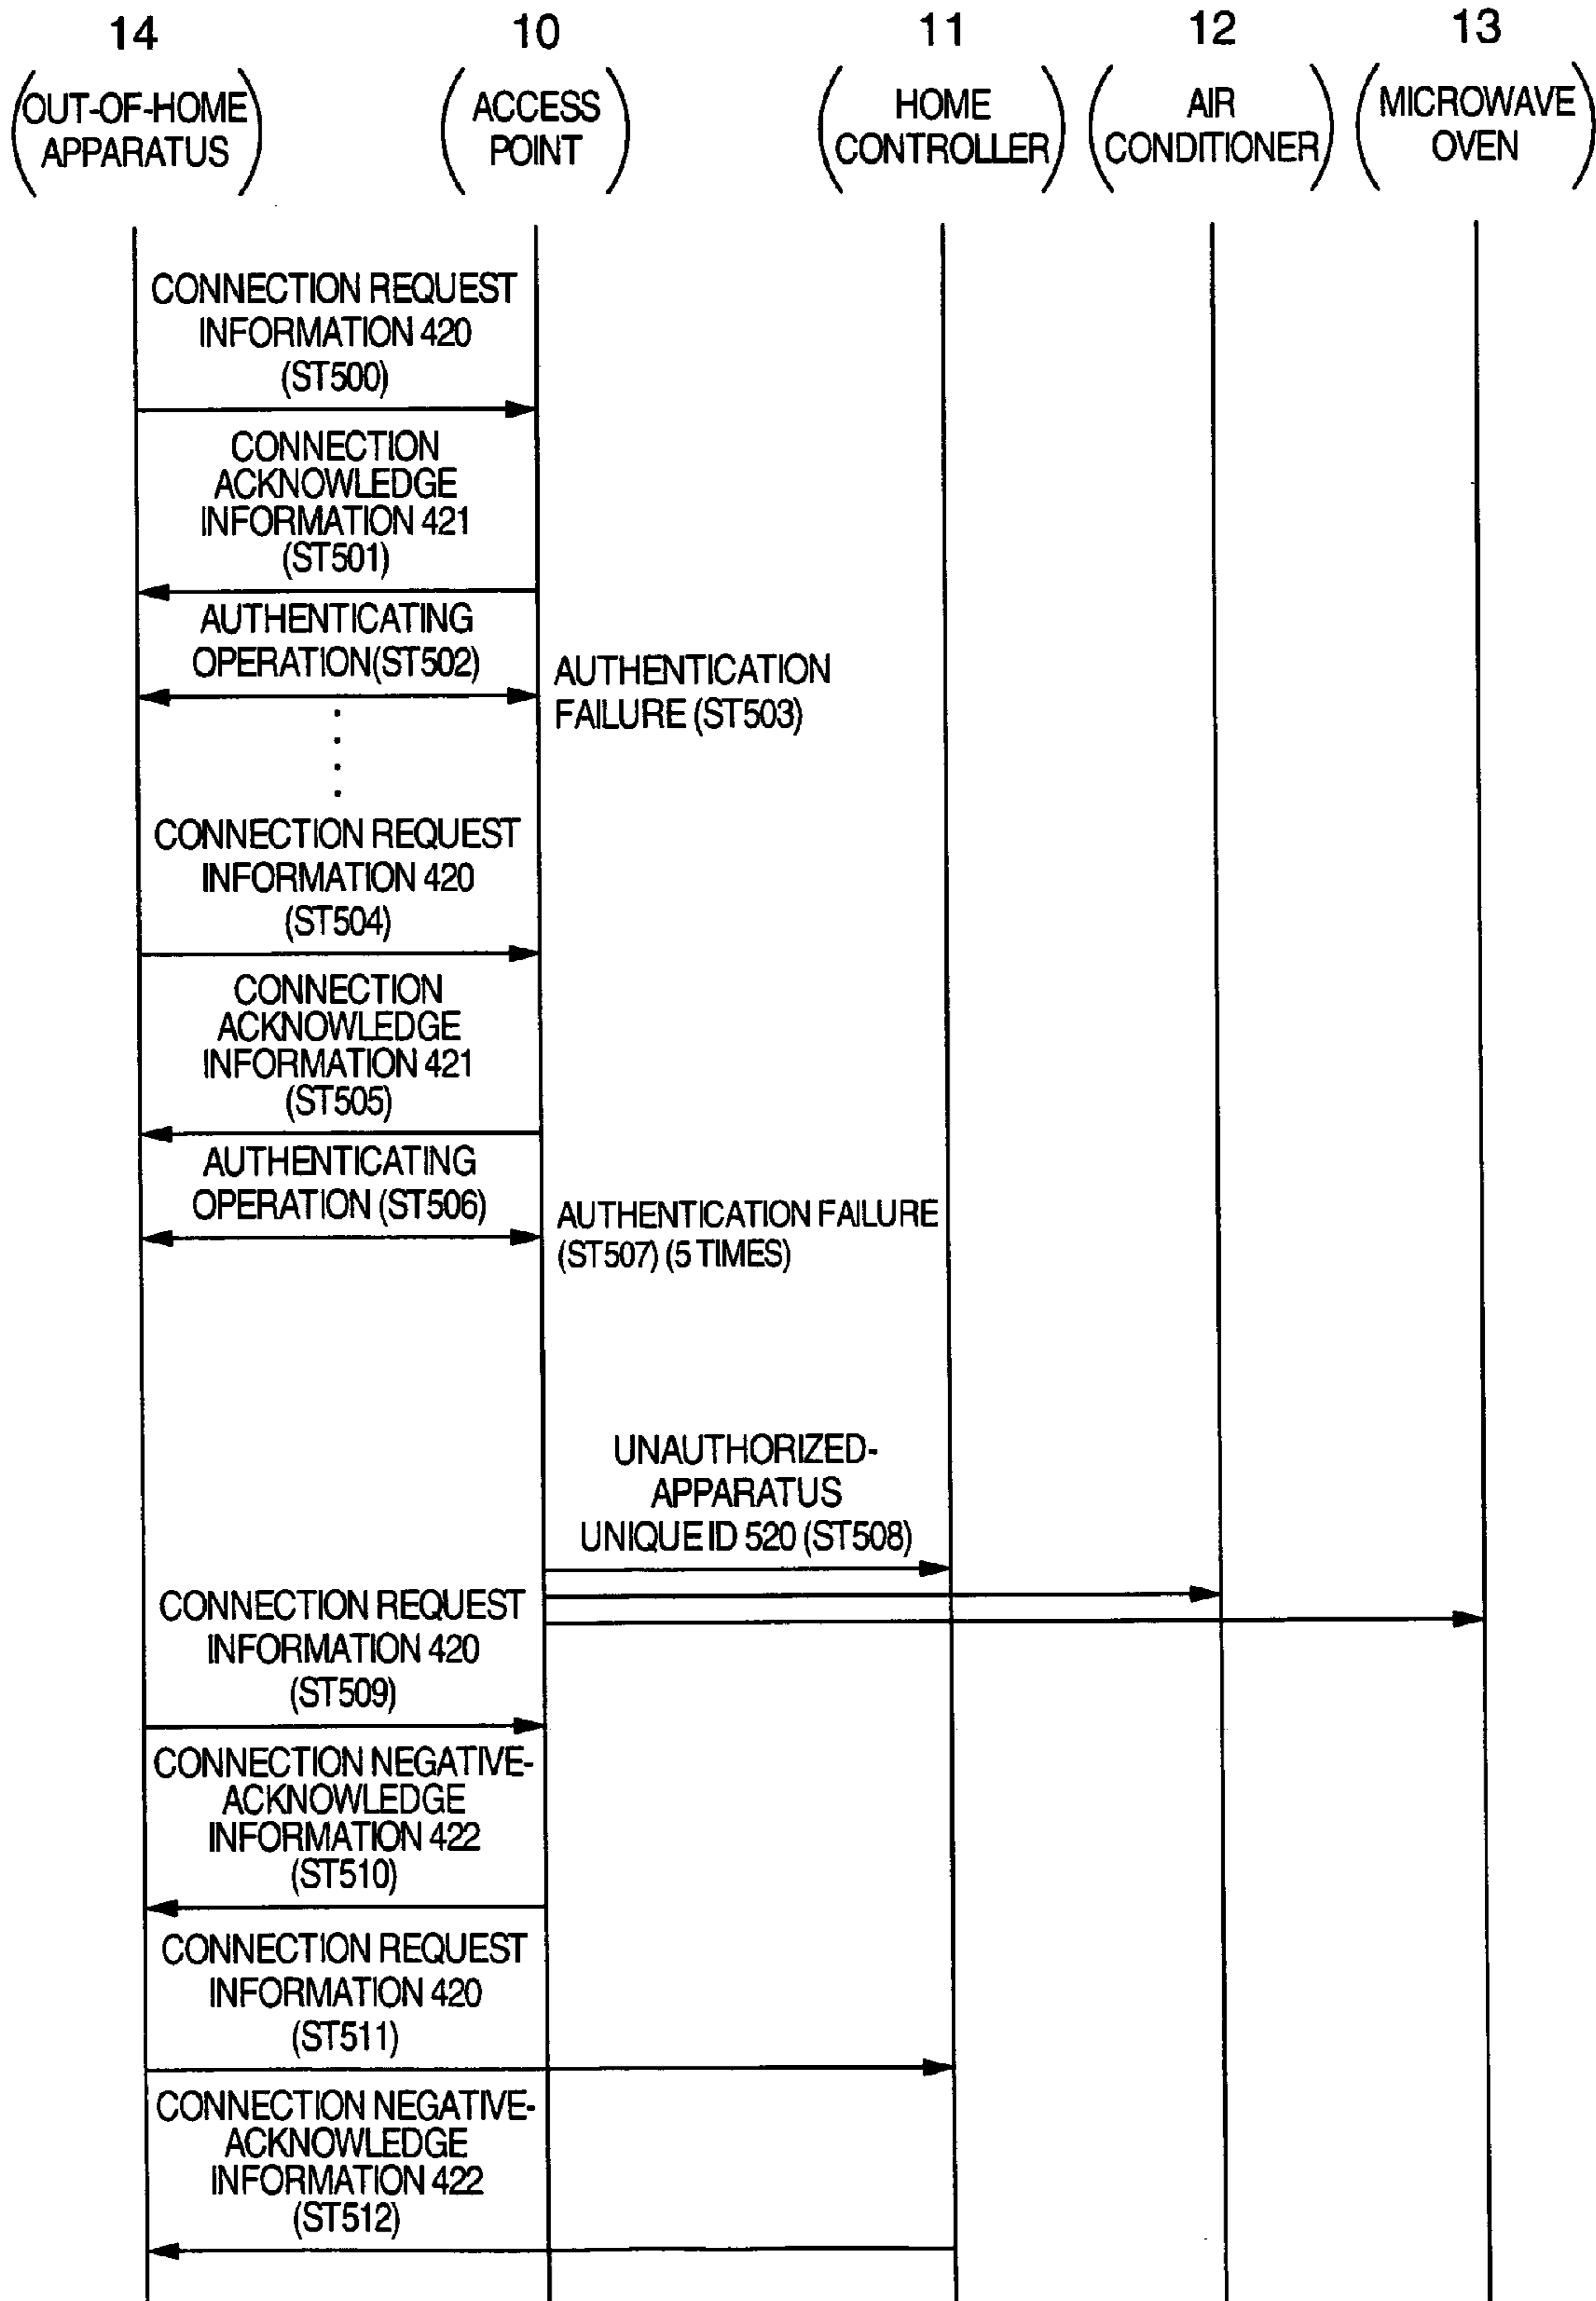 14
10
11
12
13
OUT-OF-HOME
APPARATUS
ACCESS
POINT
HOME
CONTROLLER
AIR
CONDITIONER
MICROWAVE
OVEN
CONNECTION REQUEST
INFORMATION 420
(ST500)
CONNECTION
ACKNOWLEDGE
INFORMATION 421
(ST501)
AUTHENTICATING
OPERATION(ST502)
AUTHENTICATION
FAILURE (ST503)
CONNECTION REQUEST
INFORMATION 420
(ST504)
CONNECTION
ACKNOWLEDGE
INFORMATION 421
(ST505)
AUTHENTICATING
OPERATION (ST506)
AUTHENTICATION FAILURE
(ST507) (5 TIMES)
UNAUTHORIZED-
APPARATUS
UNIQUE ID 520 (ST508)
CONNECTION REQUEST
INFORMATION 420
(ST509)
CONNECTION NEGATIVE-
ACKNOWLEDGE
INFORMATION 422
(ST510)
CONNECTION REQUEST
INFORMATION 420
(ST511)
CONNECTION NEGATIVE-
ACKNOWLEDGE
INFORMATION 422
(ST512)